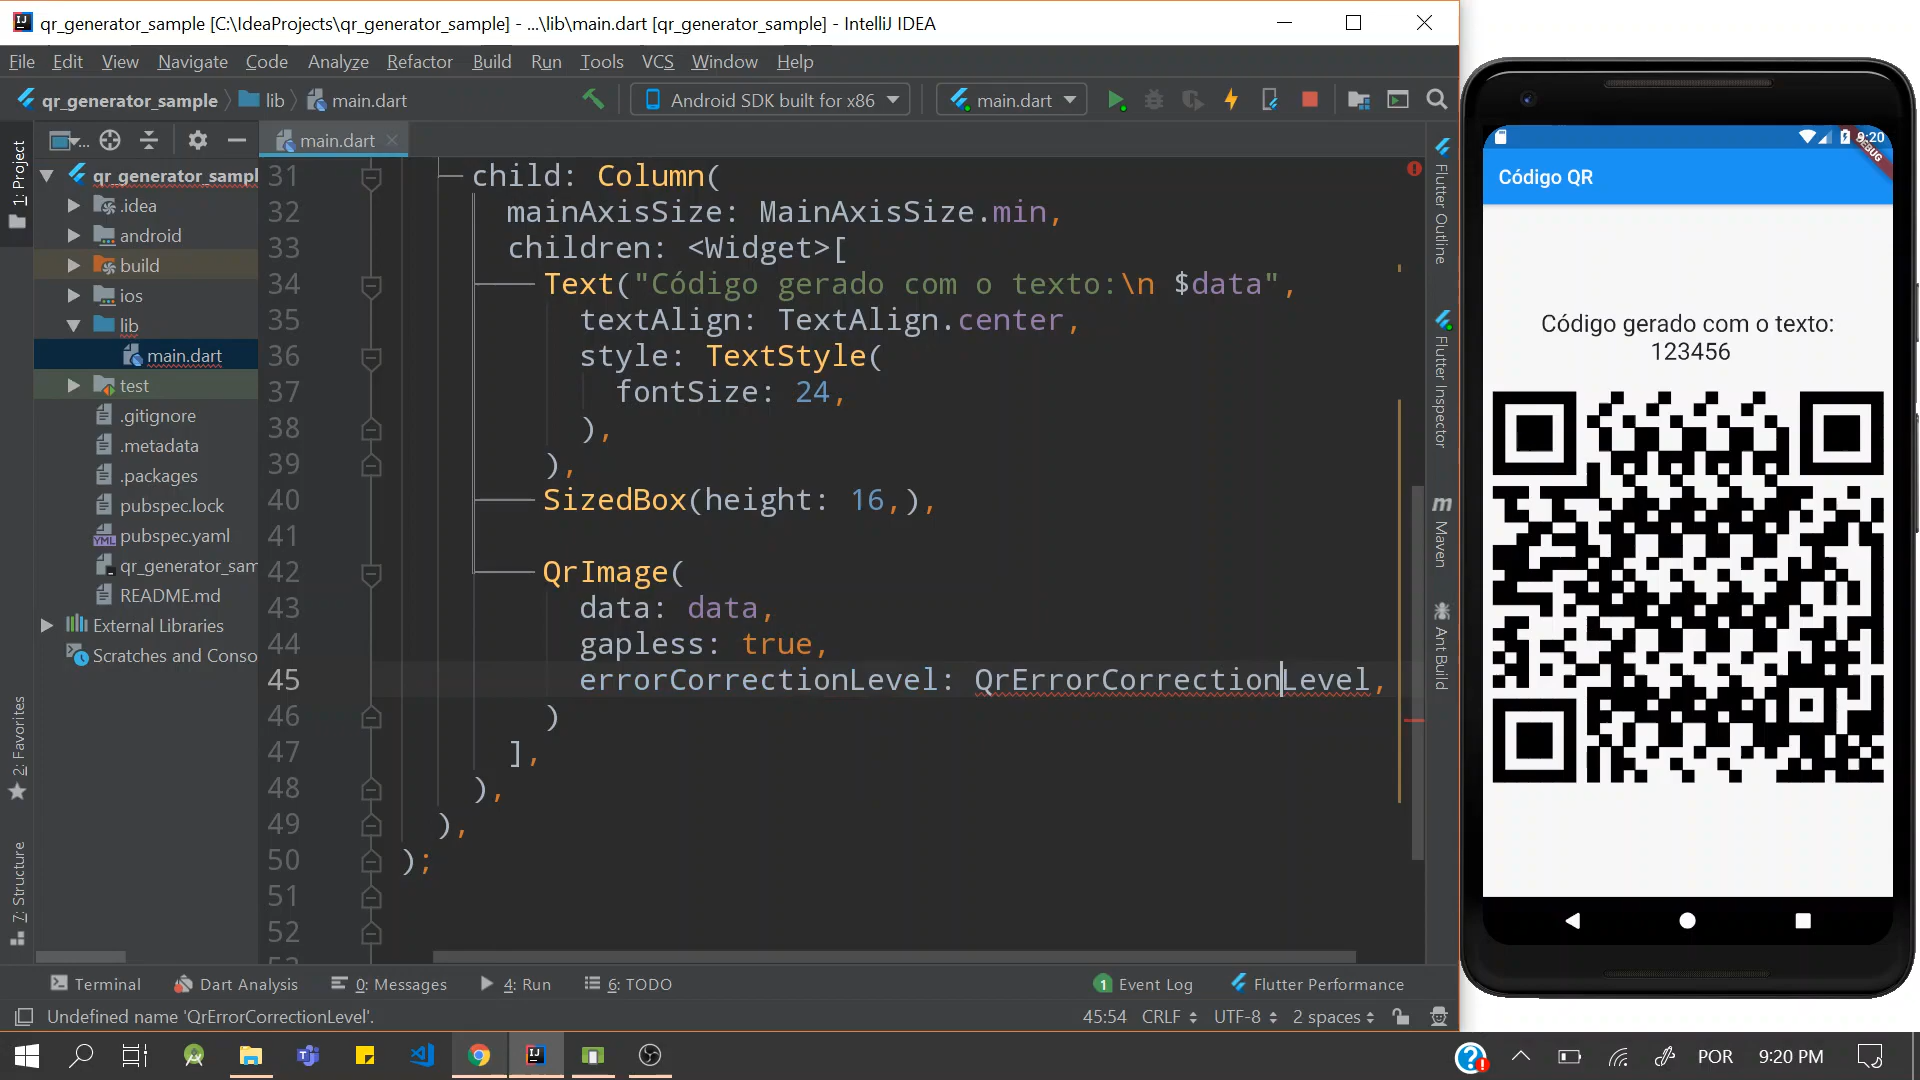 qr_generator_sample [C:\IdeaProjects\qr_generator_sample] - ...\lib\main.dart [qr_generator_sample] - IntelliJ IDEA
File Edit View Navigate Code Analyze Refactor Build Run Tools VCS Window Help
qr_generator_sample lib main.dart Android SDK built for x86 main.dart
... main.dart
1: Project
qr_generator_sampl
.idea
android
build
ios
lib
main.dart
test
.gitignore
.metadata
.packages
pubspec.lock
pubspec.yaml
qr_generator_sam
README.md
External Libraries
Scratches and Conso
2: Favorites
7: Structure
31 child: Column(
32 mainAxisSize: MainAxisSize.min,
33 children: <Widget>[
34 Text("Código gerado com o texto:\n $data",
35 textAlign: TextAlign.center,
36 style: TextStyle(
37 fontSize: 24,
38 ),
39 ),
40 SizedBox(height: 16,),
41
42 QrImage(
43 data: data,
44 gapless: true,
45 errorCorrectionLevel: QrErrorCorrectionLevel,
46 )
47 ],
48 ),
49 ),
50 );
51
52
Flutter Outline
Flutter Inspector
m Maven
Ant Build
Terminal Dart Analysis 0: Messages 4: Run 6: TODO 1 Event Log Flutter Performance
Undefined name 'QrErrorCorrectionLevel'. 45:54 CRLF UTF-8 2 spaces
9:20
DEBUG
Código QR
Código gerado com o texto:
123456
POR 9:20 PM